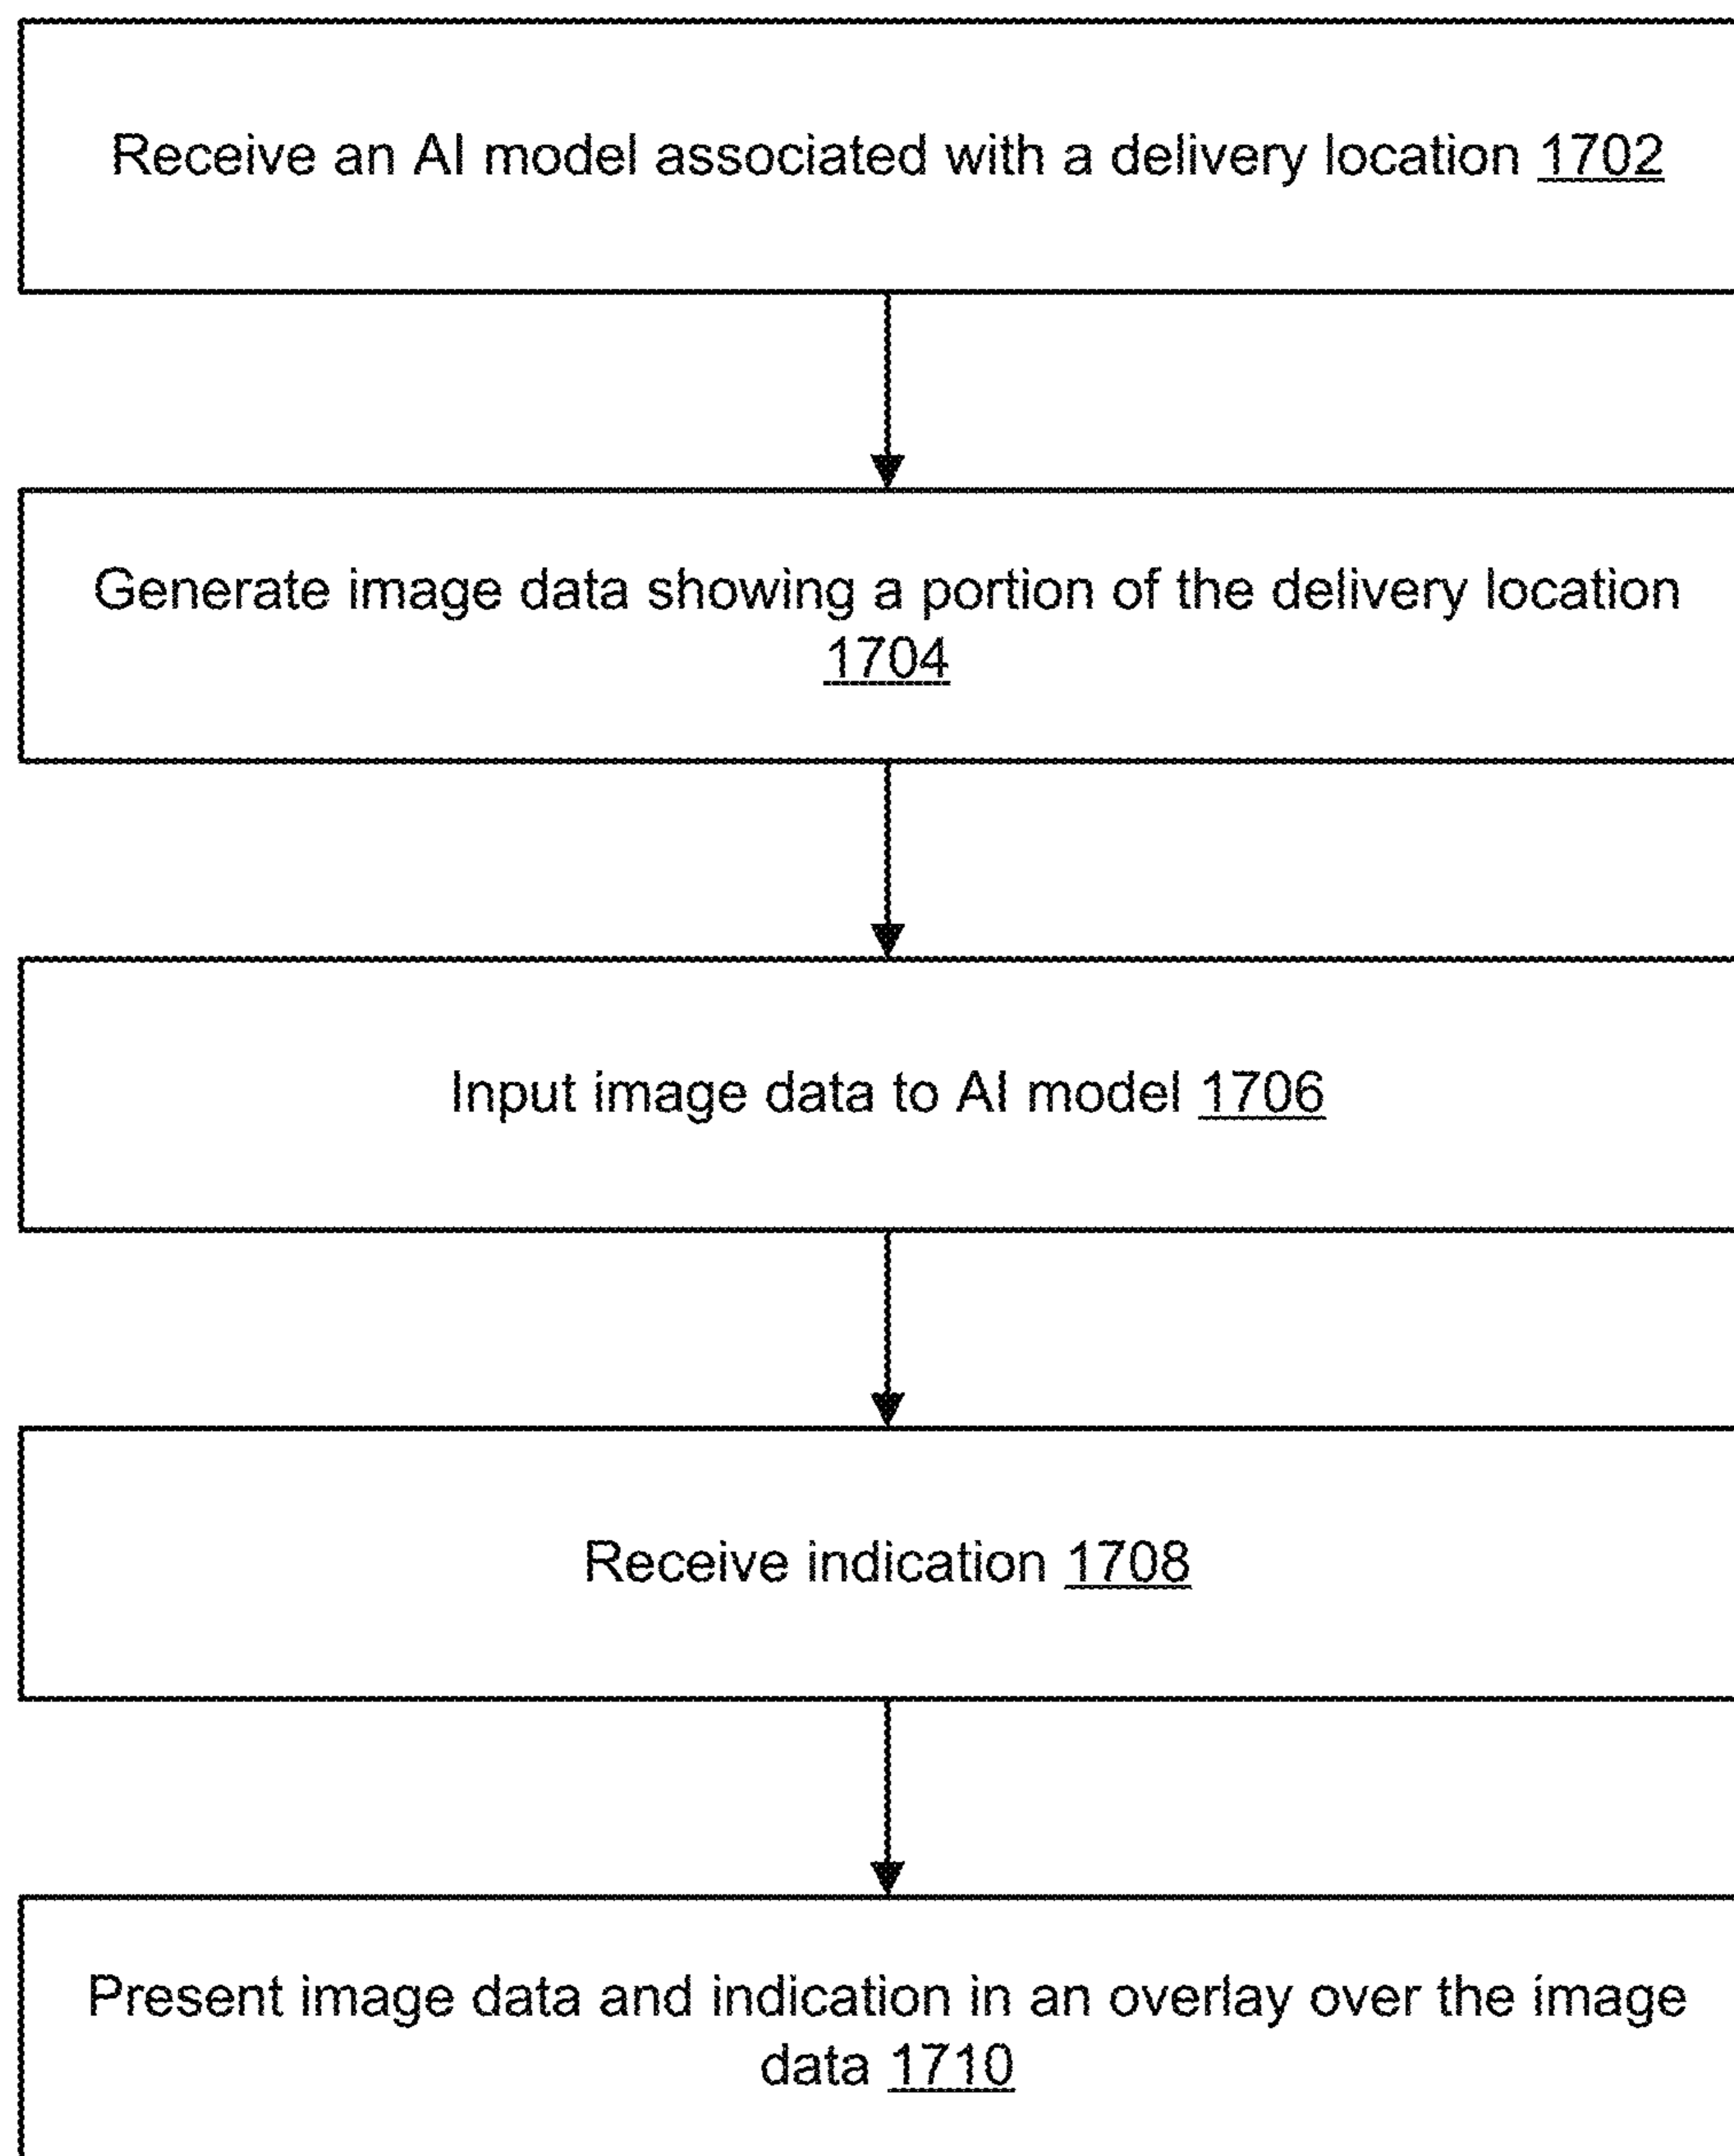 Receive an AI model associated with a delivery location 1702
Generate image data showing a portion of the delivery location
1704
Input image data to AI model 1706
Receive indication 1708
Present image data and indication in an overlay over the image
data 1710